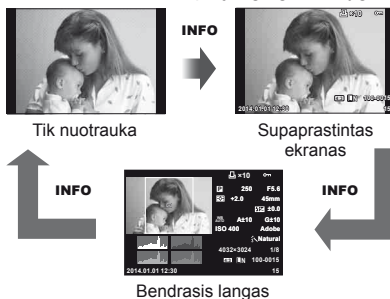 INFO
×10
2014.01.01 12:30
N
100-0015
15
Tik nuotrauka
Supaprastintas
ekranas
INFO
INFO
×10
P 250 F5.6
+2.0 45mm
±0.0
A±10 G±10
ISO 400 Adobe
Natural
4032×3024 1/8
N 100-0015
2014.01.01 12:30 15
Bendrasis langas